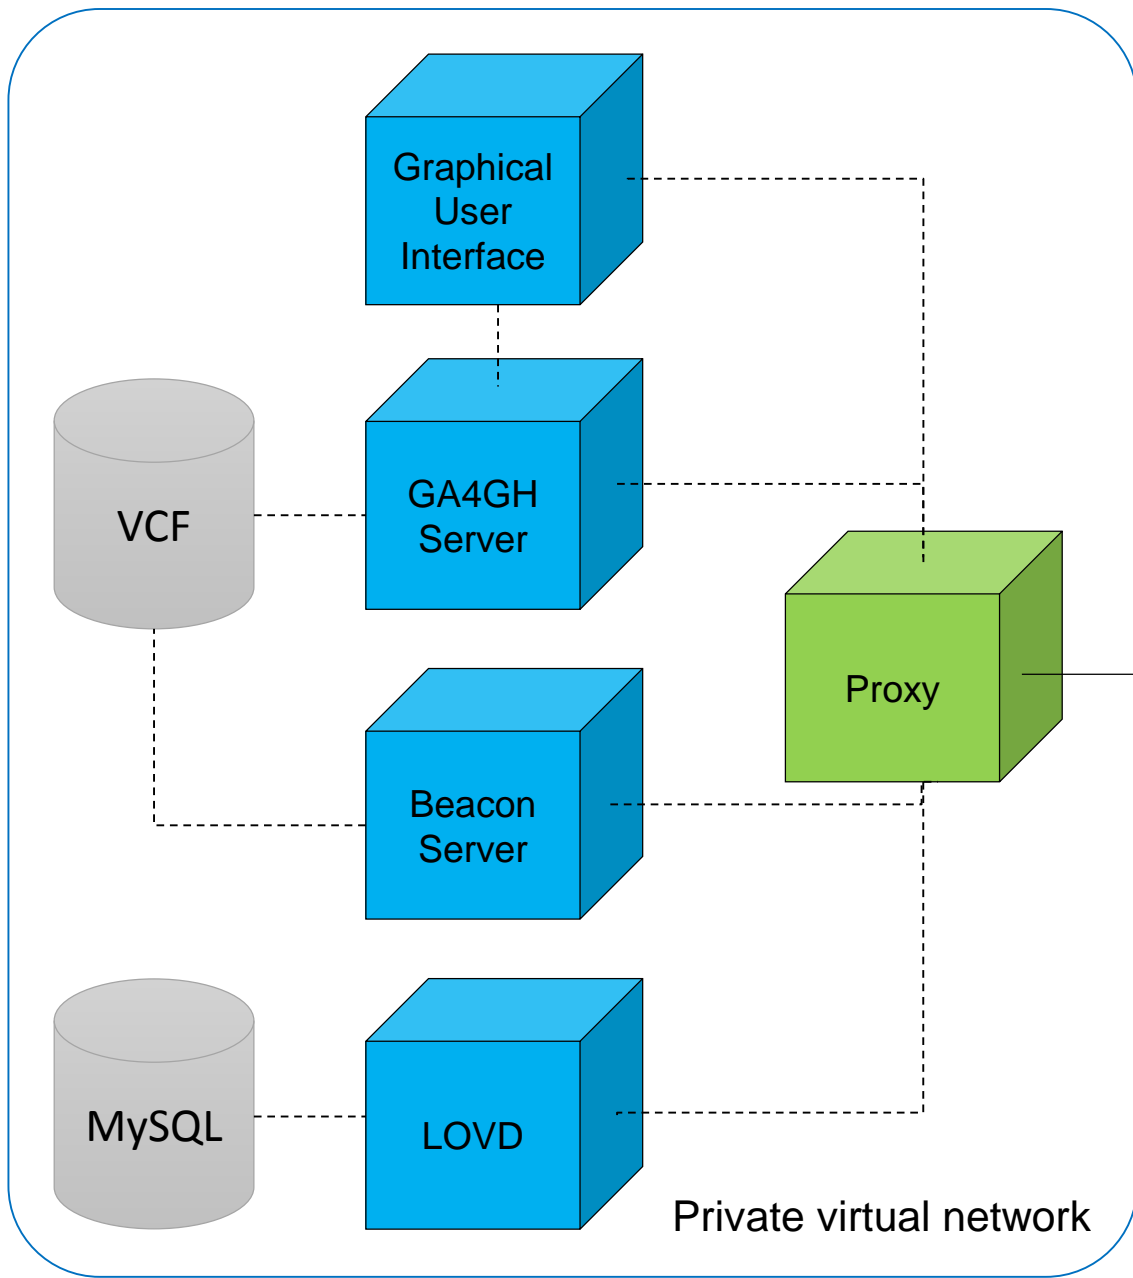 Graphical
User
Interface
GA4GH
Server
VCF
Proxy
Beacon
Server
MySQL
LOVD
Private virtual network